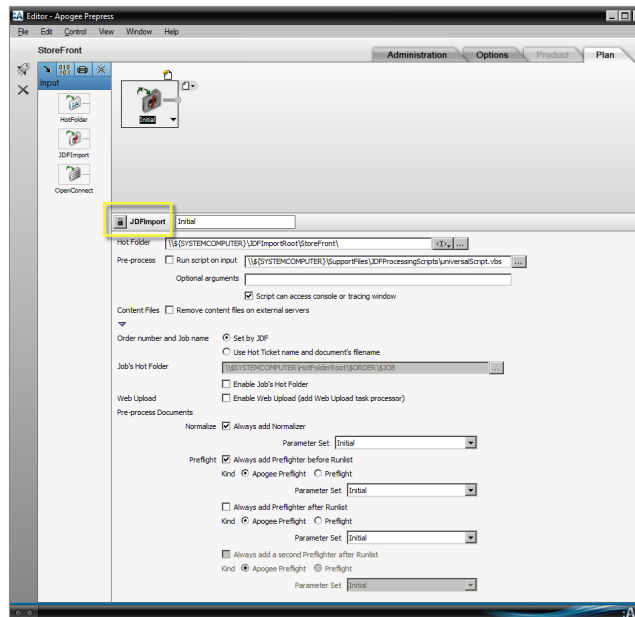 :A Editor - Apogee Prepress
File Edit Control View Window Help
StoreFront
Administration Options Product Plan
Input
HotFolder
JDFImport
OpenConnect
Initial
JDFImport Initial
Hot Folder \\${SYSTEMCOMPUTER}\JDFImportRoot\StoreFront\ <I> ...
Pre-process Run script on input \\${SYSTEMCOMPUTER}\SupportFiles\JDFProcessingScripts\universalScript.vbs ...
Optional arguments
Script can access console or tracing window
Content Files Remove content files on external servers
Order number and Job name Set by JDF
Use Hot Ticket name and document's filename
Job's Hot Folder \\$SYSTEMCOMPUTER\HotFolderRoot\$ORDER\$JOB ...
Enable Job's Hot Folder
Web Upload Enable Web Upload (add Web Upload task processor)
Pre-process Documents
Normalize Always add Normalizer
Parameter Set Initial
Preflight Always add Preflighter before Runlist
Kind Apogee Preflight Preflight
Parameter Set Initial
Always add Preflighter after Runlist
Kind Apogee Preflight Preflight
Parameter Set Initial
Always add a second Preflighter after Runlist
Kind Apogee Preflight Preflight
Parameter Set Initial
:A